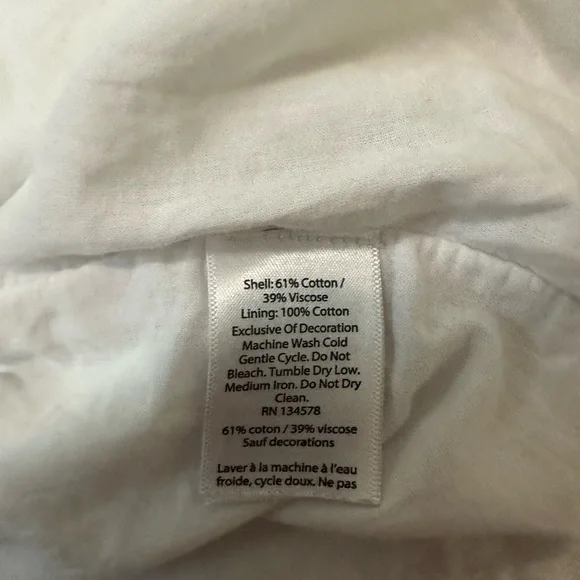 Shell: 61% Cotton /
39% Viscose
Lining: 100% Cotton
Exclusive Of Decoration
Machine Wash Cold
Gentle Cycle. Do Not
Bleach. Tumble Dry Low.
Medium Iron. Do Not Dry
Clean.
RN 134578
61% coton / 39% viscose
Sauf decorations
Laver à la machine à l'eau
froide, cycle doux. Ne pas